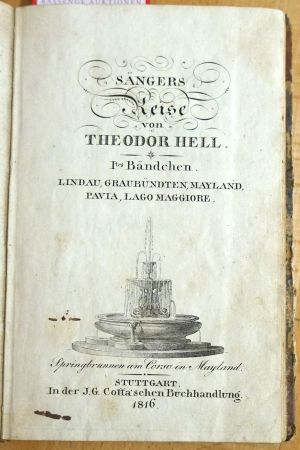 SÄNGERS
Reise
von
THEODOR HELL.
Ites Bändchen.
LINDAU, GRAUBÜNDTEN, MAYLAND,
PAVIA, LAGO MAGGIORE.
Springbrunnen am Corso in Mayland.
STUTTGART.
In der J.G. Cotta'schen Buchhandlung.
1816.